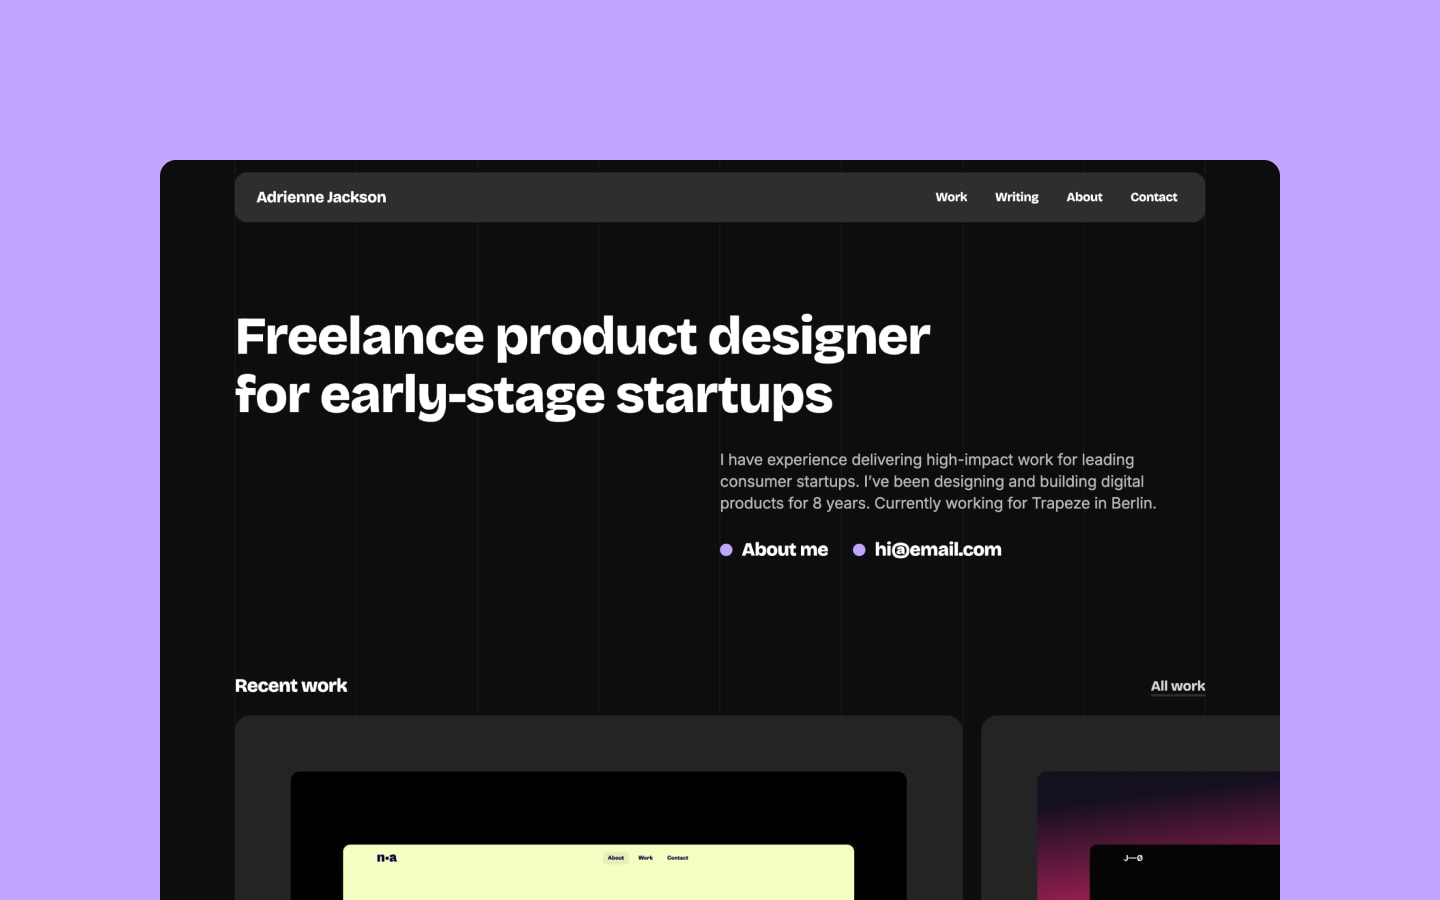 Adrienne Jackson
Work Writing About Contact
Freelance product designer
for early-stage startups
I have experience delivering high-impact work for leading
consumer startups. I’ve been designing and building digital
products for 8 years. Currently working for Trapeze in Berlin.
About me hi@email.com
Recent work
All work
n•a
About Work Contact
J—Ø